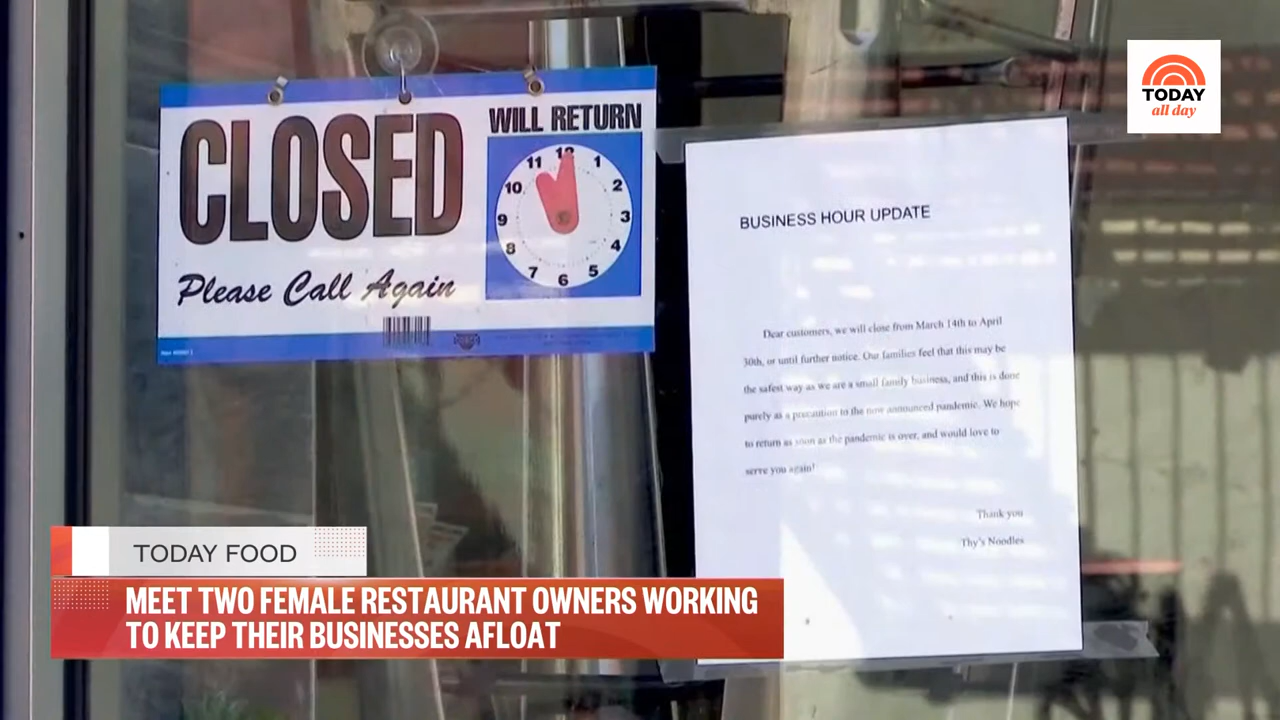 CLOSED
Please Call Again
WILL RETURN
12
11
1
10
2
9
3
8
4
7
5
6
TODAY
all day
BUSINESS HOUR UPDATE
Dear customers, we will close from March 14th to April
30th, or until further notice. Our families feel that this may be
the safest way as we are a small family business, and this is done
purely as a precaution to the now announced pandemic. We hope
to return as soon as the pandemic is over, and would love to
serve you again!
Thank you
Thy's Noodles
TODAY FOOD
MEET TWO FEMALE RESTAURANT OWNERS WORKING
TO KEEP THEIR BUSINESSES AFLOAT